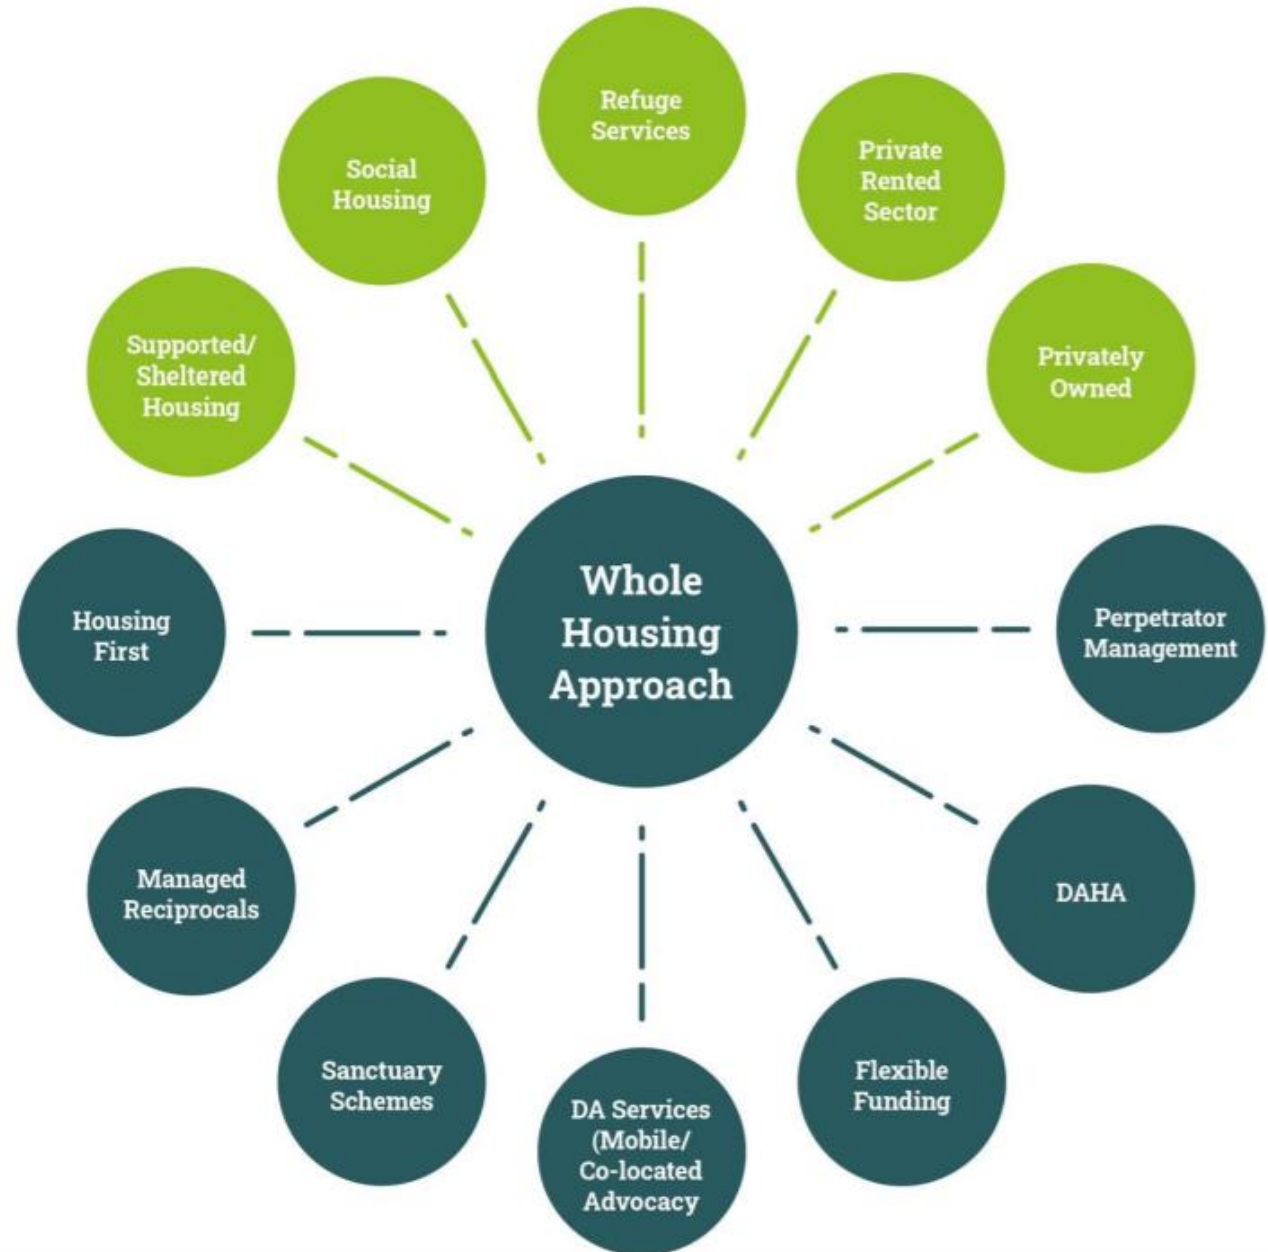 Refuge
Services
Private
Rented
Sector
Social
Housing
Privately
Owned
Supported/
Sheltered
Housing
Whole
Housing
Approach
Housing
First
Perpetrator
Management
Managed
Reciprocals
DAHA
Sanctuary
Schemes
Flexible
Funding
DA Services
(Mobile/
Co-located
Advocacy